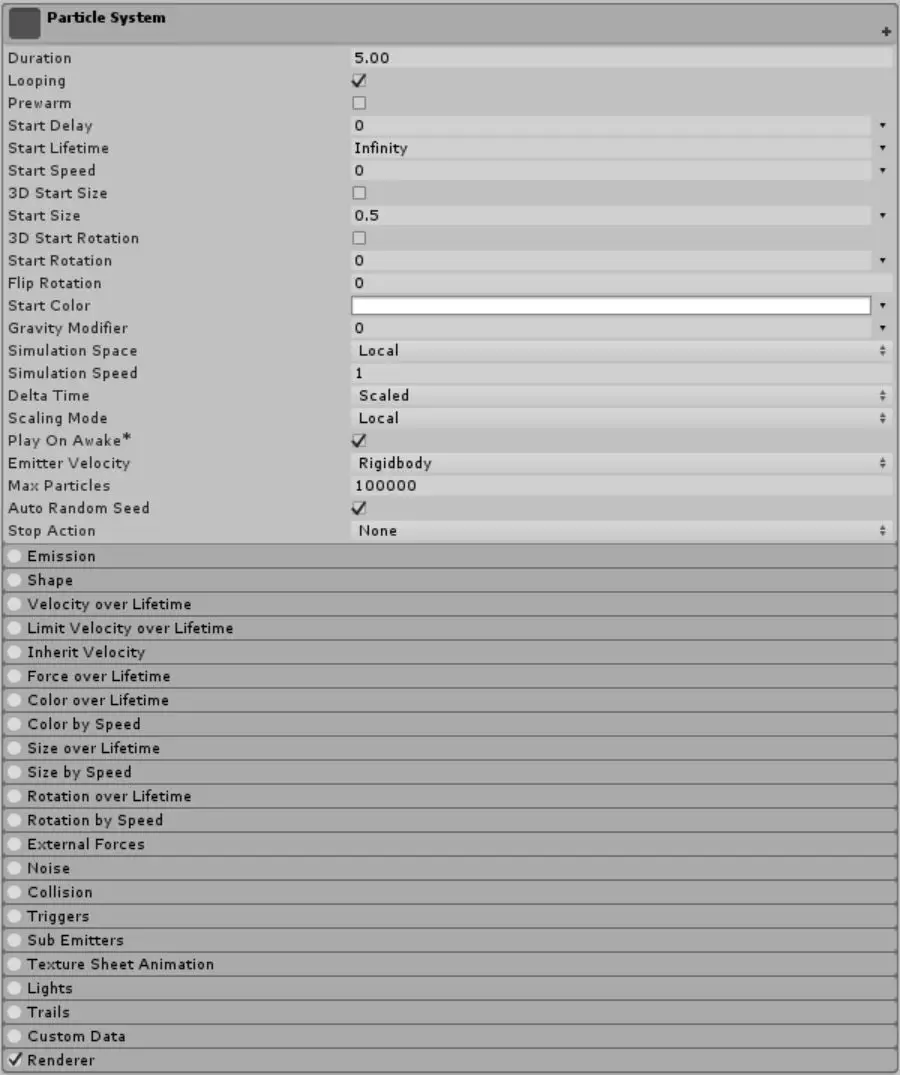 Particle System
Duration 5.00
Looping
Prewarm
Start Delay 0
Start Lifetime Infinity
Start Speed 0
3D Start Size
Start Size 0.5
3D Start Rotation
Start Rotation 0
Flip Rotation 0
Start Color
Gravity Modifier 0
Simulation Space Local
Simulation Speed 1
Delta Time Scaled
Scaling Mode Local
Play On Awake*
Emitter Velocity Rigidbody
Max Particles 100000
Auto Random Seed
Stop Action None
Emission
Shape
Velocity over Lifetime
Limit Velocity over Lifetime
Inherit Velocity
Force over Lifetime
Color over Lifetime
Color by Speed
Size over Lifetime
Size by Speed
Rotation over Lifetime
Rotation by Speed
External Forces
Noise
Collision
Triggers
Sub Emitters
Texture Sheet Animation
Lights
Trails
Custom Data
Renderer